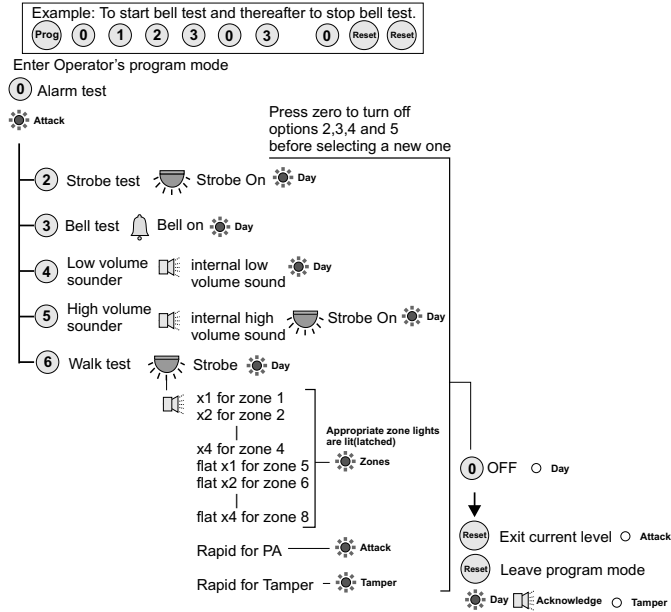 Example: To start bell test and thereafter to stop bell test.
Prog 0 1 2 3 0 3 0 Reset Reset
Enter Operator's program mode
0 Alarm test
Attack
Press zero to turn off
options 2,3,4 and 5
before selecting a new one
2 Strobe test Strobe On Day
3 Bell test Bell on Day
4 Low volume
sounder
internal low
volume sound
Day
5 High volume
sounder
internal high
volume sound
Strobe On Day
6 Walk test Strobe Day
x1 for zone 1
x2 for zone 2
x4 for zone 4
flat x1 for zone 5
flat x2 for zone 6
flat x4 for zone 8
Appropriate zone lights
are lit(latched)
Zones
Rapid for PA Attack
Rapid for Tamper Tamper
0 OFF Day
Reset Exit current level Attack
Reset Leave program mode
Day Acknowledge Tamper